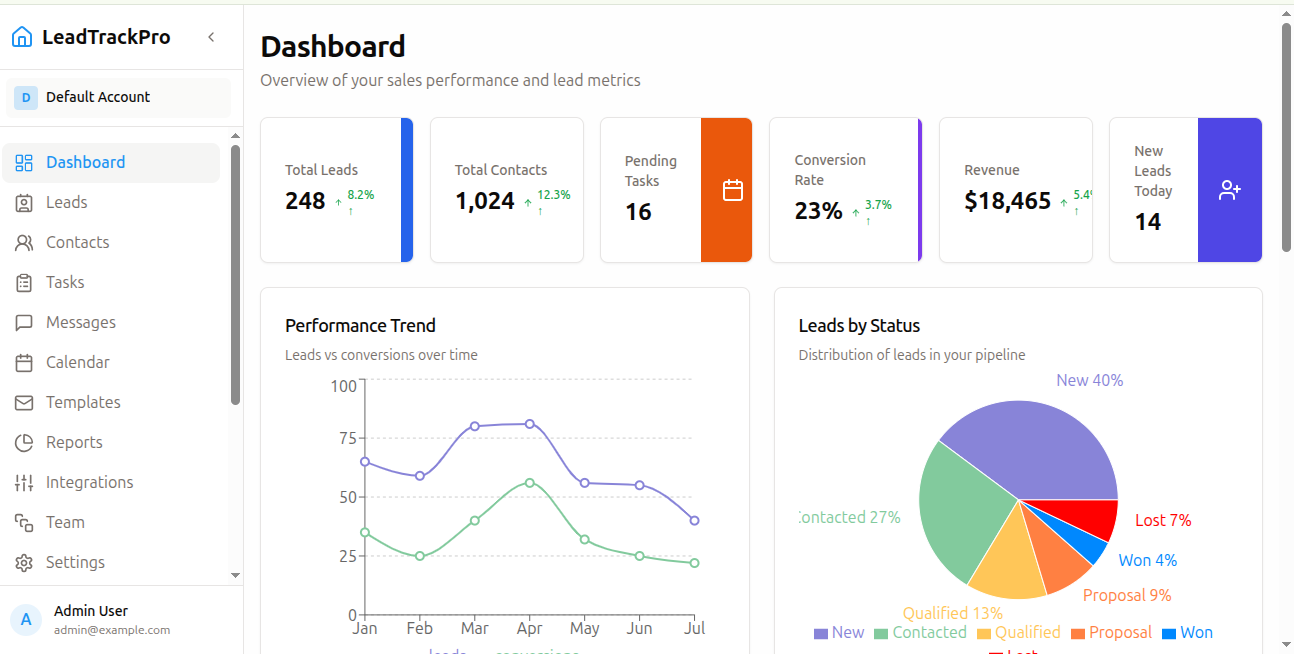 LeadTrackPro
D Default Account
Dashboard
Leads
Contacts
Tasks
Messages
Calendar
Templates
Reports
Integrations
Team
Settings
A
Admin User
admin@example.com
Dashboard
Overview of your sales performance and lead metrics
Total Leads
248 ↑ 8.2%
↑
Total Contacts
1,024 ↑ 12.3%
↑
Pending
Tasks
16
Conversion
Rate
23% ↑ 3.7%
↑
Revenue
$18,465 ↑ 5.4
↑
New
Leads
Today
14
Performance Trend
Leads vs conversions over time
100
75
50
25
0
Jan Feb Mar Apr May Jun Jul
leads conversions
Leads by Status
Distribution of leads in your pipeline
New 40%
ontacted 27%
Lost 7%
Won 4%
Proposal 9%
Qualified 13%
New Contacted Qualified Proposal Won
Lost